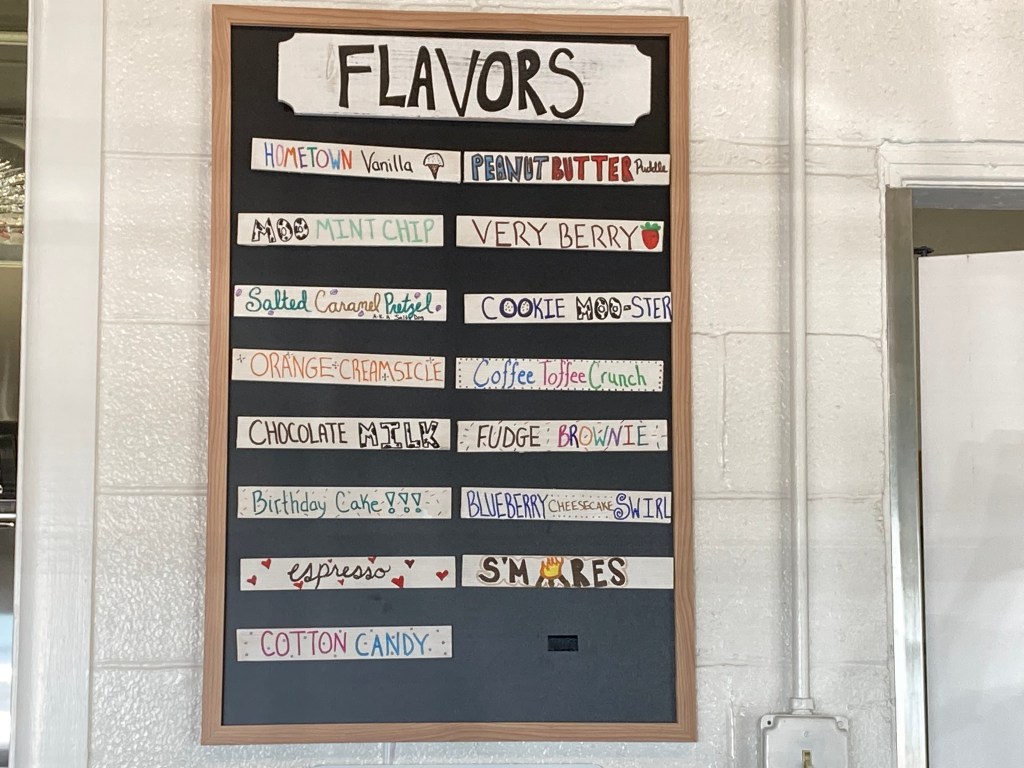 FLAVORS
HOMETOWN Vanilla
PEANUT BUTTER Puddle
MOO MINT CHIP
VERY BERRY
Salted Caramel Pretzel
COOKIE MOO-STER
ORANGE CREAMSICLE
Coffee Toffee Crunch
CHOCOLATE MILK
FUDGE BROWNIE
Birthday Cake!!!
BLUEBERRY CHEESECAKE SWIRL
espresso
S'MORES
COTTON CANDY